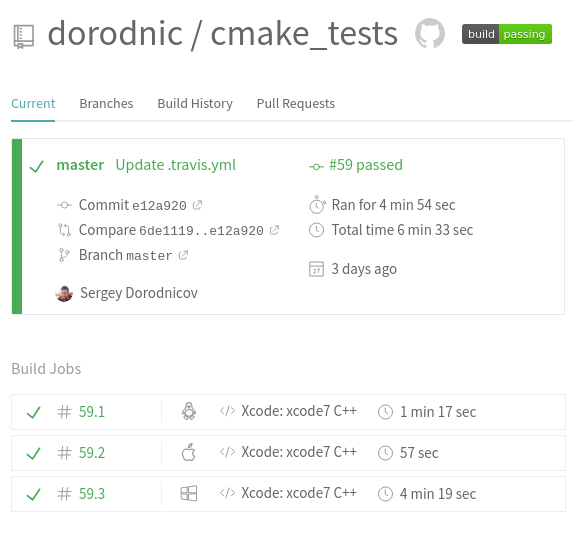 dorodnic / cmake_tests build passing
Current Branches Build History Pull Requests
master Update .travis.yml #59 passed
Commit e12a920 Ran for 4 min 54 sec
Compare 6de1119..e12a920 Total time 6 min 33 sec
Branch master
27 3 days ago
Sergey Dorodnicov
Build Jobs
# 59.1 </> Xcode: xcode7 C++ 1 min 17 sec
# 59.2 </> Xcode: xcode7 C++ 57 sec
# 59.3 </> Xcode: xcode7 C++ 4 min 19 sec